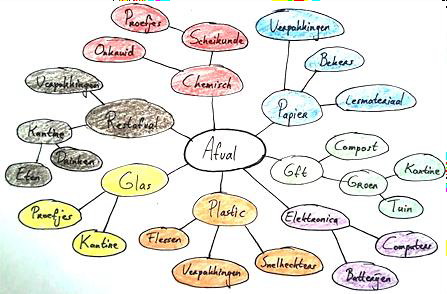 Proefjes
Scheikunde
Onkruid
Chemisch
Verpakkingen
Bekers
Papier
Lesmateriaal
Verpakkingen
Restafval
Kantine
Drinken
Eten
Afval
Compost
Gft
Groen
Kantine
Tuin
Glas
Proefjes
Kantine
Plastic
Flessen
Verpakkingen
Snelhechters
Elektronica
Computers
Batterijen